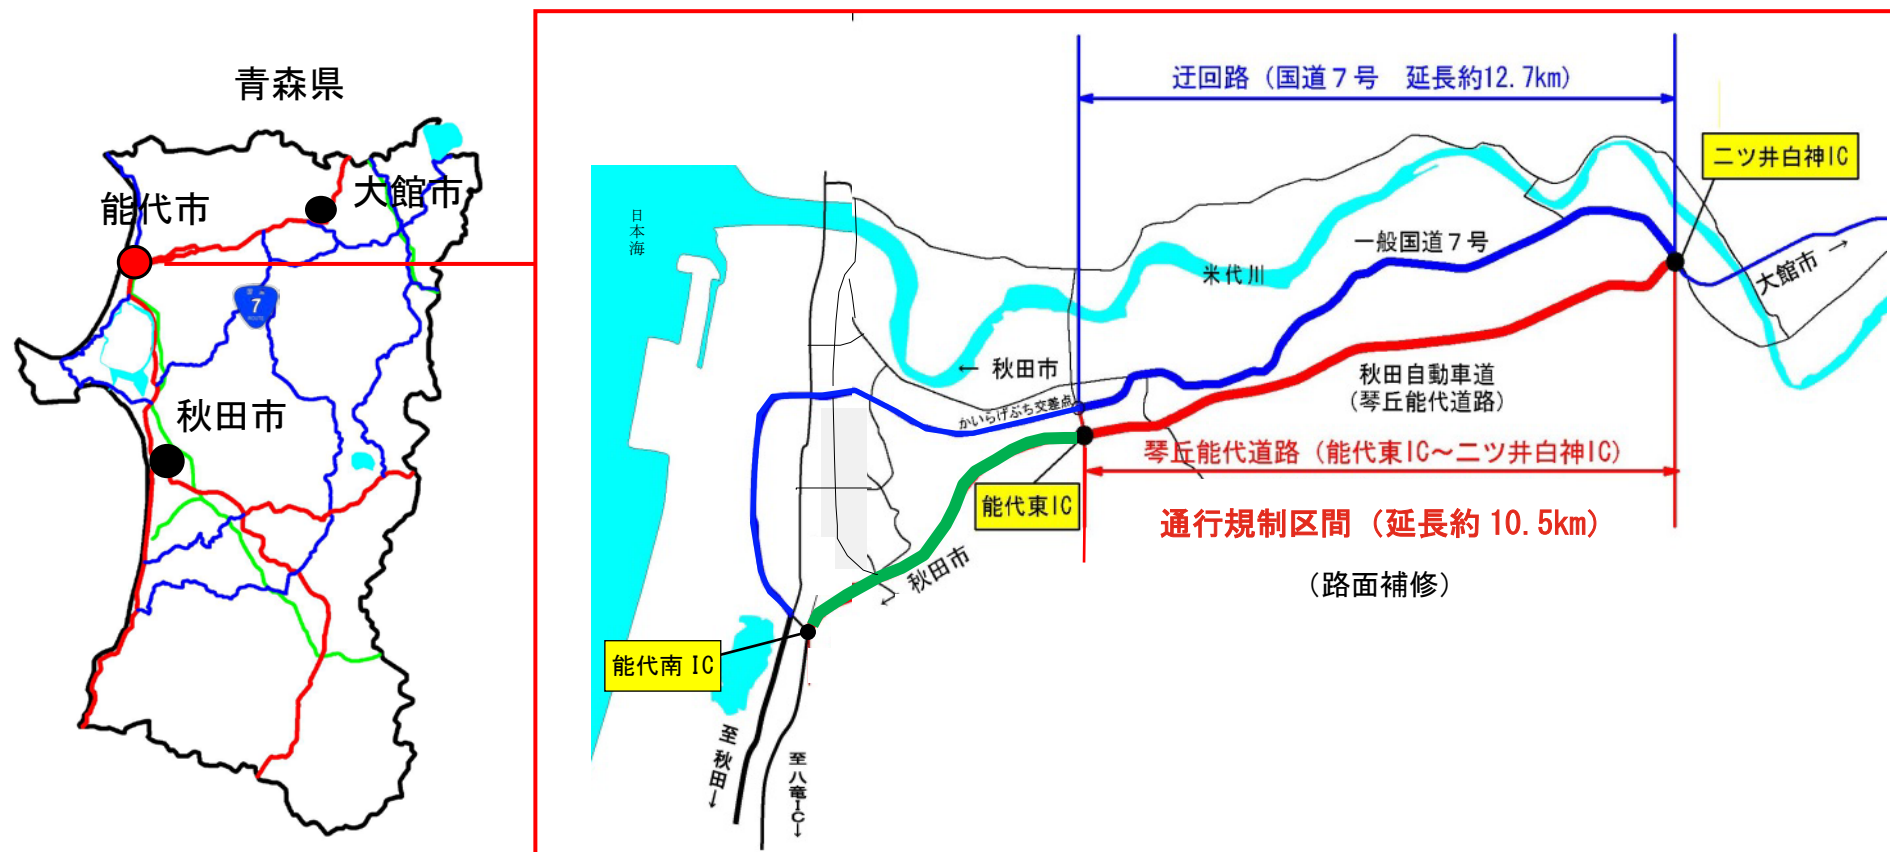 青森県
大館市
能代市
7
秋田市
迂回路（国道７号　延長約12.7km）
二ツ井白神IC
日本海
一般国道７号
米代川
大館市 →
← 秋田市
秋田自動車道
（琴丘能代道路）
かいらげぶち交差点
琴丘能代道路（能代東IC～二ツ井白神IC）
能代東IC
通行規制区間（延長約 10.5km）
← 秋田市
（路面補修）
能代南 IC
至 秋田→
至 八竜IC→